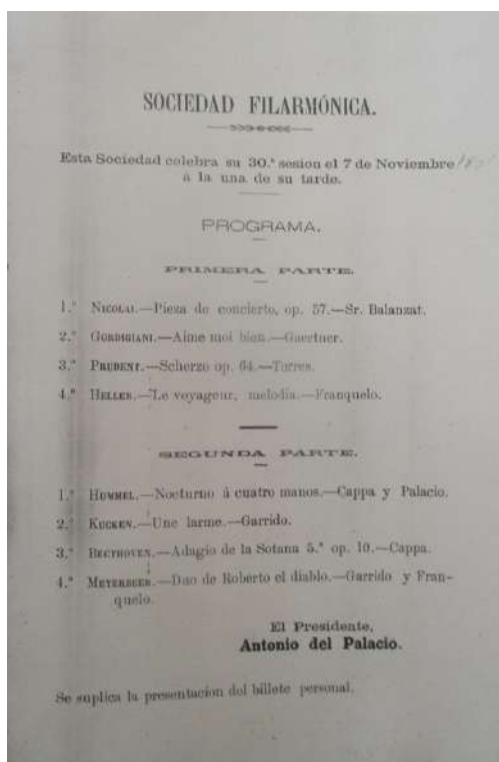 SOCIEDAD FILARMÓNICA.
Esta Sociedad celebra su 30.ª sesion el 7 de Noviembre
á la una de su tarde.
PROGRAMA.
PRIMERA PARTE.
1.º NICOLAI.—Pieza de concierto, op. 57.—Sr. Balanzat.
2.º GORDIGIANI.—Aime moi bien.—Gaertner.
3.º PRUDENT.—Scherzo op. 64.—Torres.
4.º HELLER.—Le voyageur, melodía.—Franquelo.
SEGUNDA PARTE.
1.º HUMMEL.—Nocturno á cuatro manos.—Cappa y Palacio.
2.º KUCKEN.—Une larme.—Garrido.
3.º BECTHOVEN.—Adagio de la Sotana 5.ª op. 10.—Cappa.
4.º MEYERBEER.—Duo de Roberto el diablo.—Garrido y Fran-
quelo.
El Presidente,
Antonio del Palacio.
Se suplica la presentacion del billete personal.